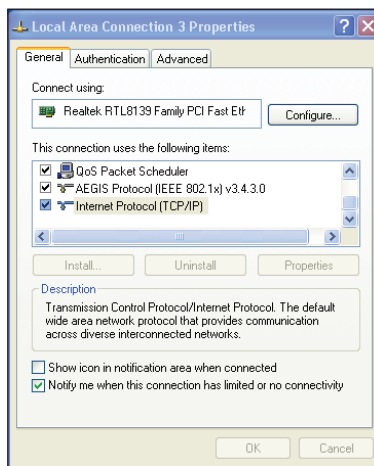 Local Area Connection 3 Properties
General Authentication Advanced
Connect using:
Realtek RTL8139 Family PCI Fast Eth
Configure...
This connection uses the following items:
QoS Packet Scheduler
AEGIS Protocol (IEEE 802.1x) v3.4.3.0
Internet Protocol (TCP/IP)
Install... Uninstall Properties
Description
Transmission Control Protocol/Internet Protocol. The default
wide area network protocol that provides communication
across diverse interconnected networks.
Show icon in notification area when connected
Notify me when this connection has limited or no connectivity
OK Cancel